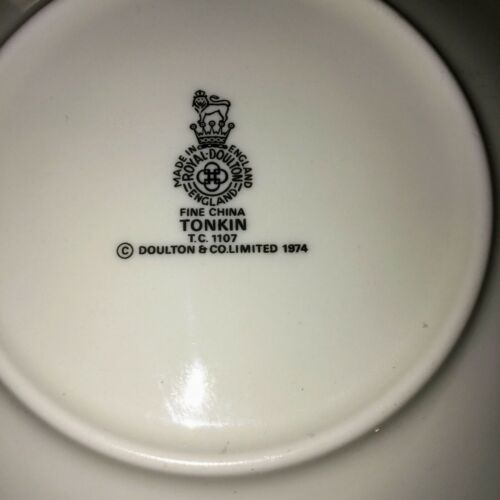 MADE IN ENGLAND
ROYAL·DOULTON
ENGLAND
FINE CHINA
TONKIN
T.C. 1107
© DOULTON & CO.LIMITED 1974